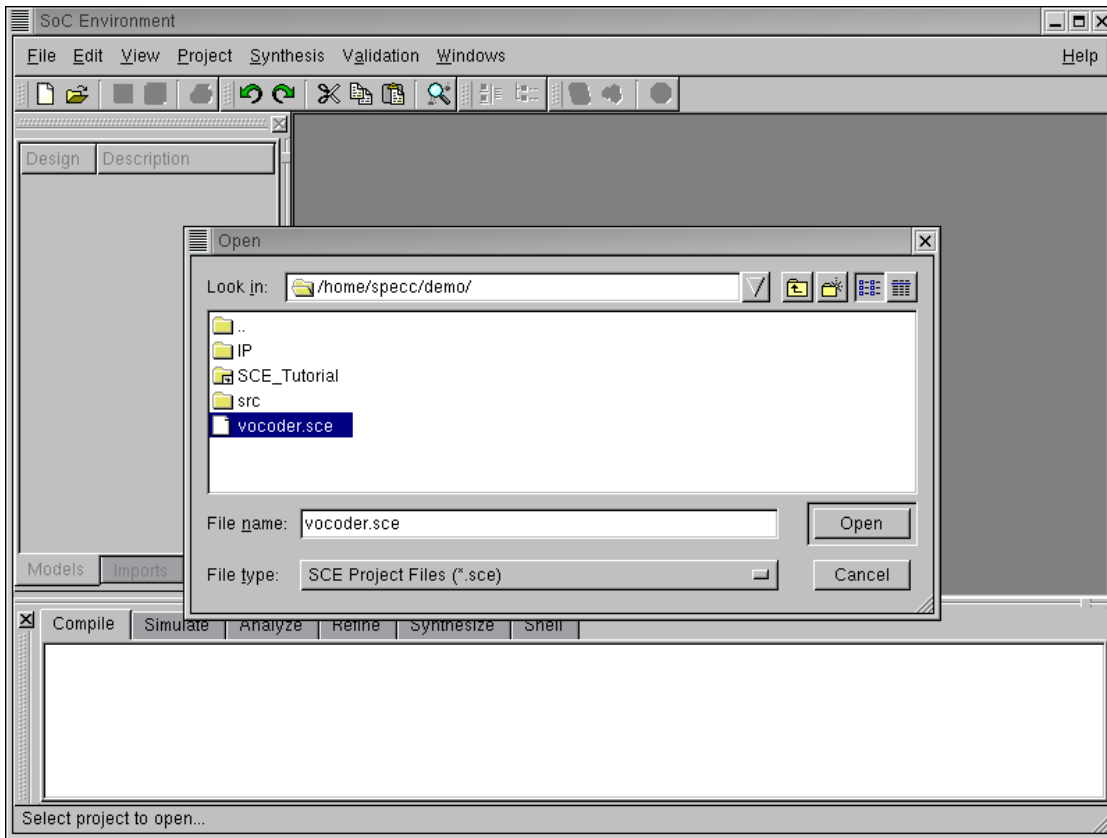 SoC Environment
File Edit View Project Synthesis Validation Windows Help
Design Description
Open
Look in: /home/specc/demo/
..
IP
SCE_Tutorial
src
vocoder.sce
File name: vocoder.sce Open
File type: SCE Project Files (*.sce) Cancel
Models Imports
Compile Simulate Analyze Refine Synthesize Shell
Select project to open...